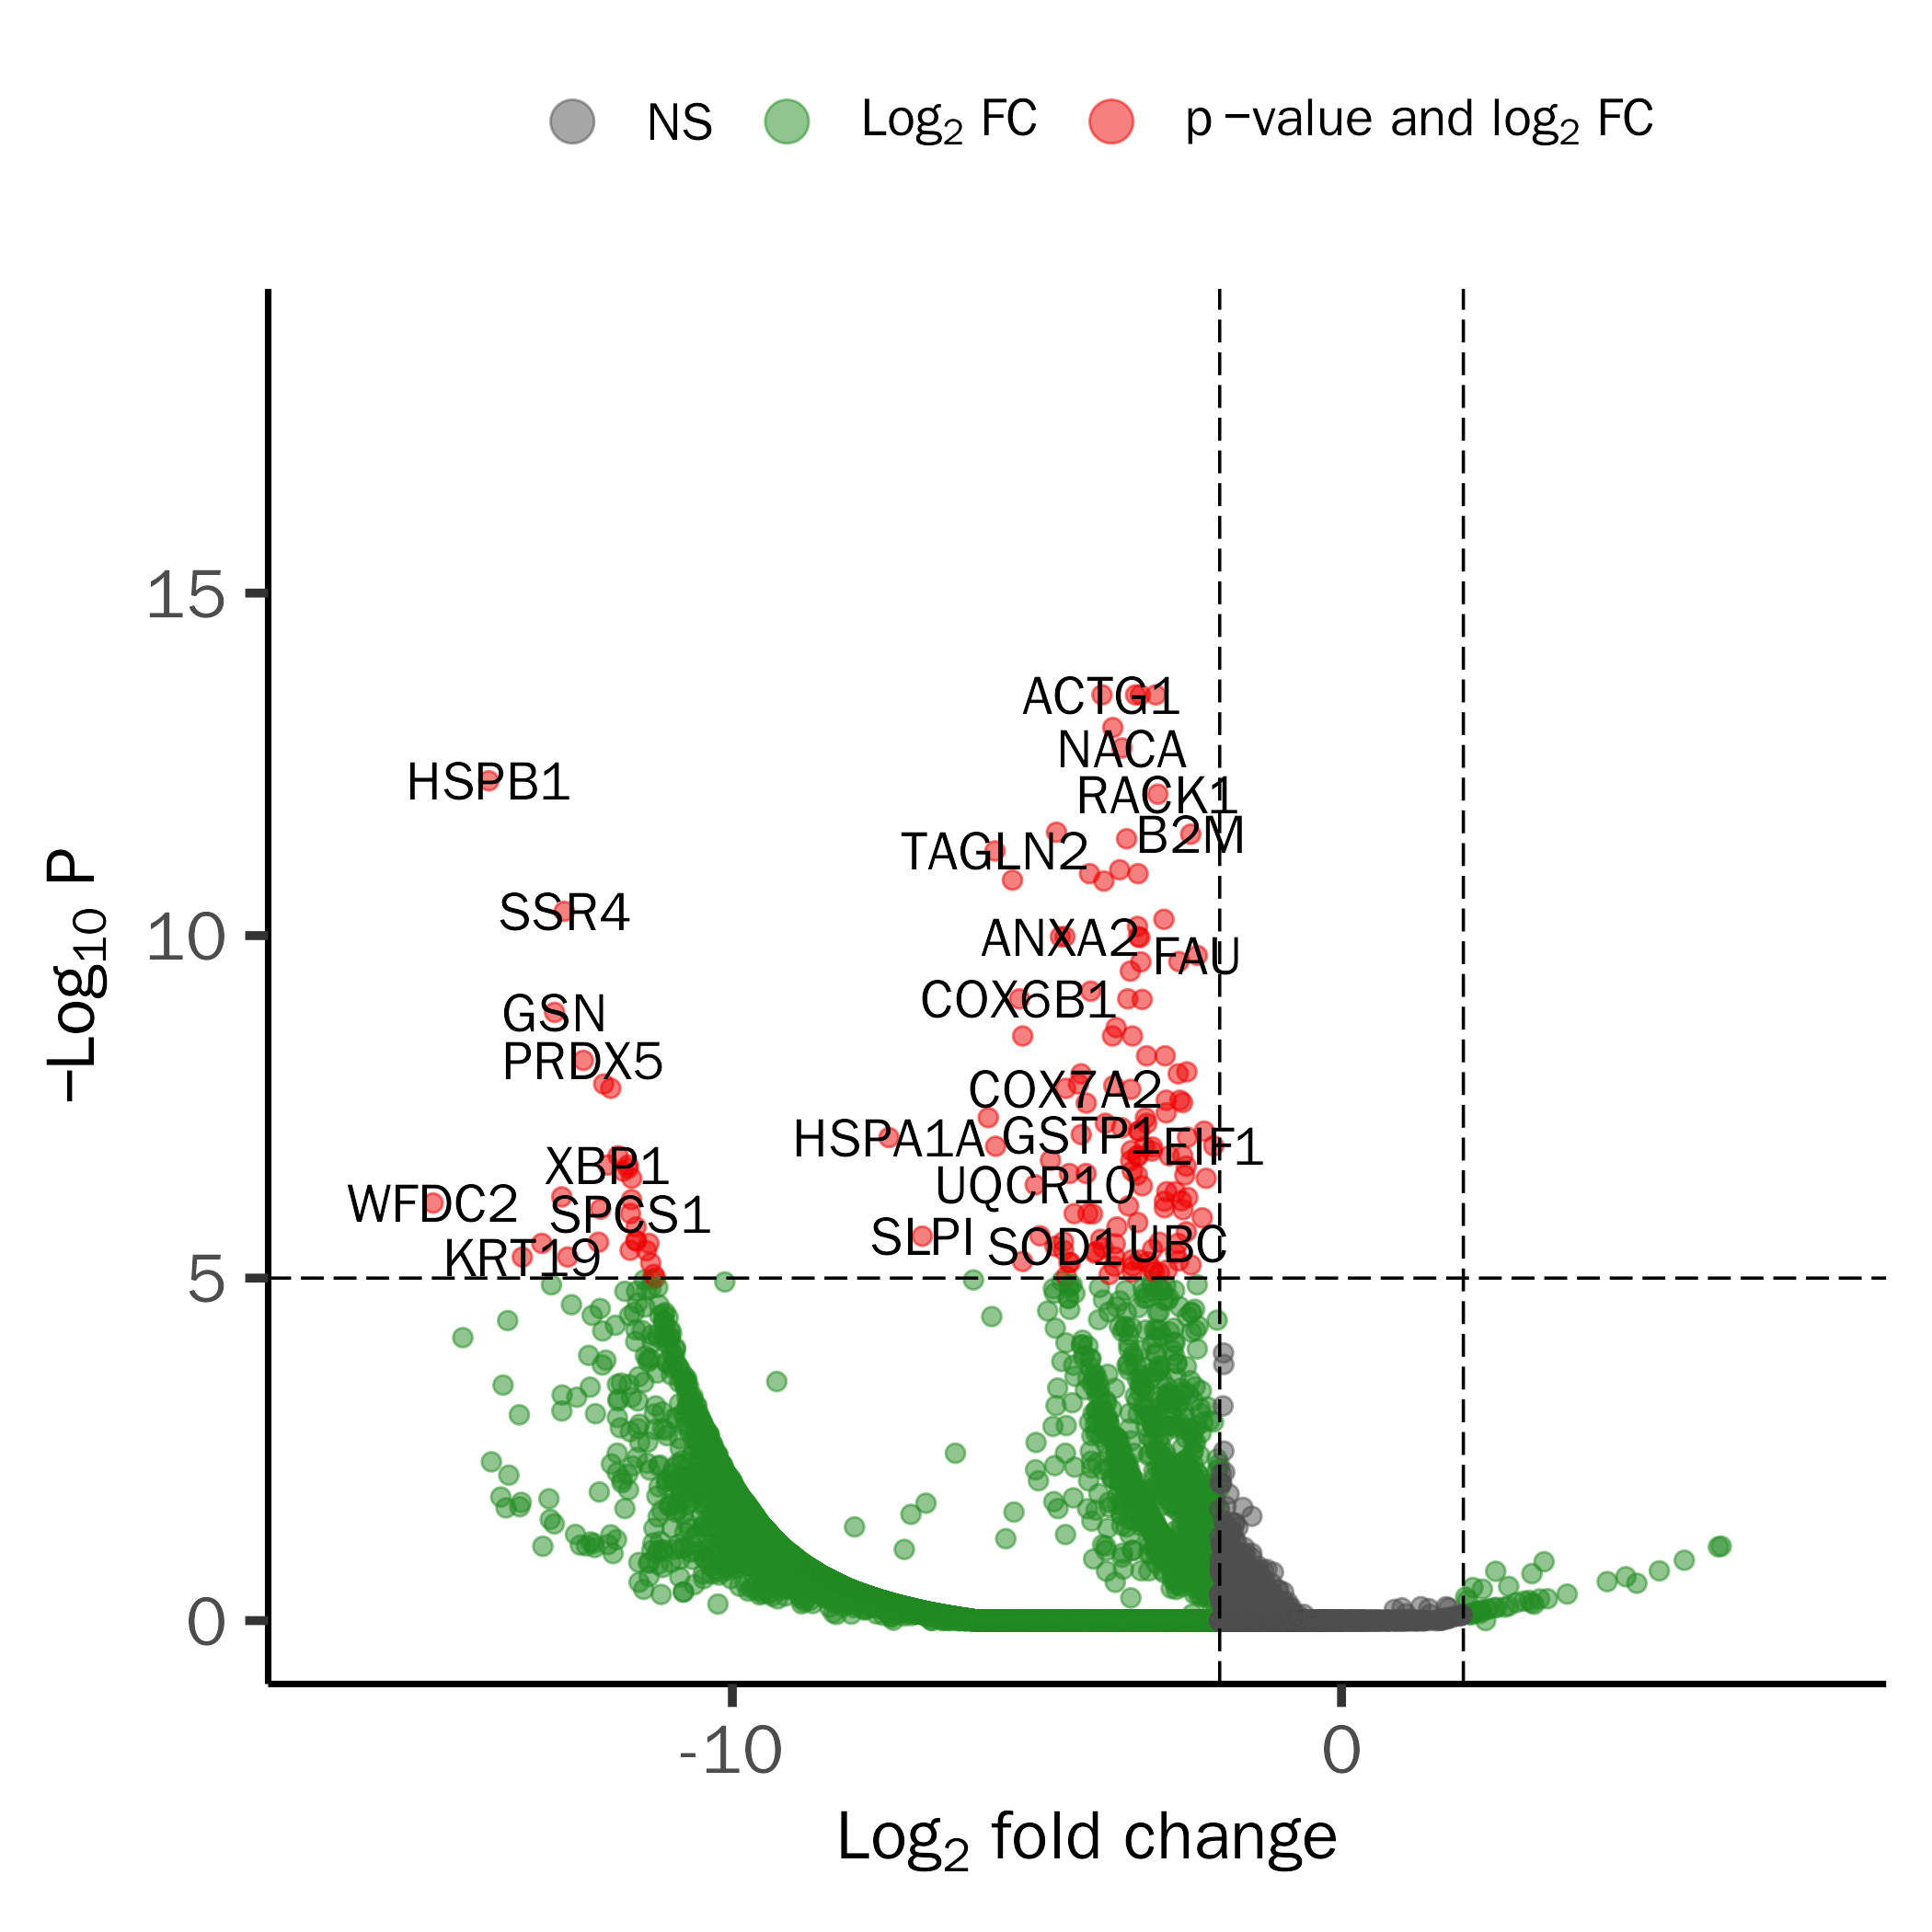 NS Log₂ FC p −value and log₂ FC
15
ACTG1
NACA
HSPB1
RACK1
B2M
TAGLN2
SSR4
10
ANXA2
FAU
COX6B1
GSN
PRDX5
COX7A2
HSPA1A
GSTP1
EIF1
XBP1
UQCR10
WFDC2
SPCS1
SLPI
SOD1
UBC
KRT19
5
0
−Log₁₀ P
-10 0
Log₂ fold change